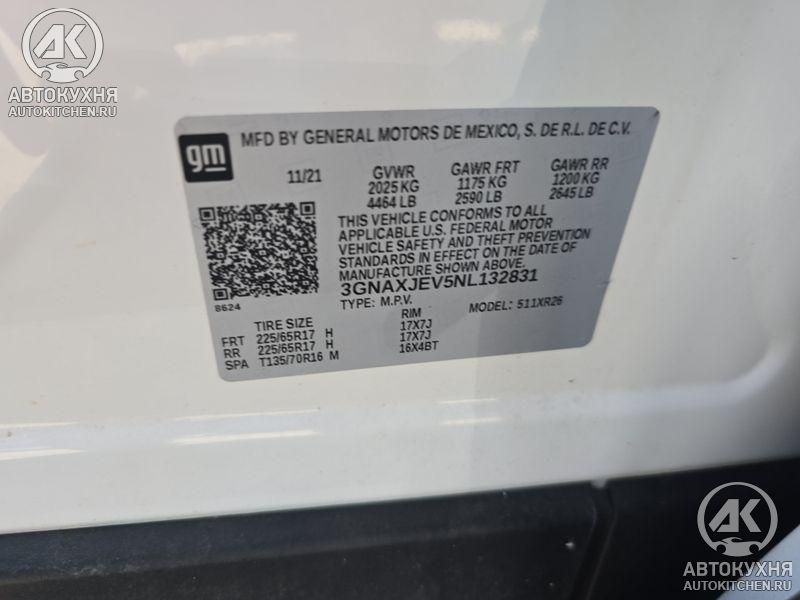 АК
АВТОКУХНЯ
AUTOKITCHEN.RU
gm
MFD BY GENERAL MOTORS DE MEXICO, S. DE R.L. DE C.V.
11/21 GVWR GAWR FRT GAWR RR
2025 KG 1175 KG 1200 KG
4464 LB 2590 LB 2645 LB
THIS VEHICLE CONFORMS TO ALL
APPLICABLE U.S. FEDERAL MOTOR
VEHICLE SAFETY AND THEFT PREVENTION
STANDARDS IN EFFECT ON THE DATE OF
MANUFACTURE SHOWN ABOVE.
3GNAXJEV5NL132831
8624
TYPE: M.P.V. MODEL: 511XR26
TIRE SIZE RIM
FRT 225/65R17 H 17X7J
RR 225/65R17 H 17X7J
SPA T135/70R16 M 16X4BT
АК
АВТОКУХНЯ
AUTOKITCHEN.RU